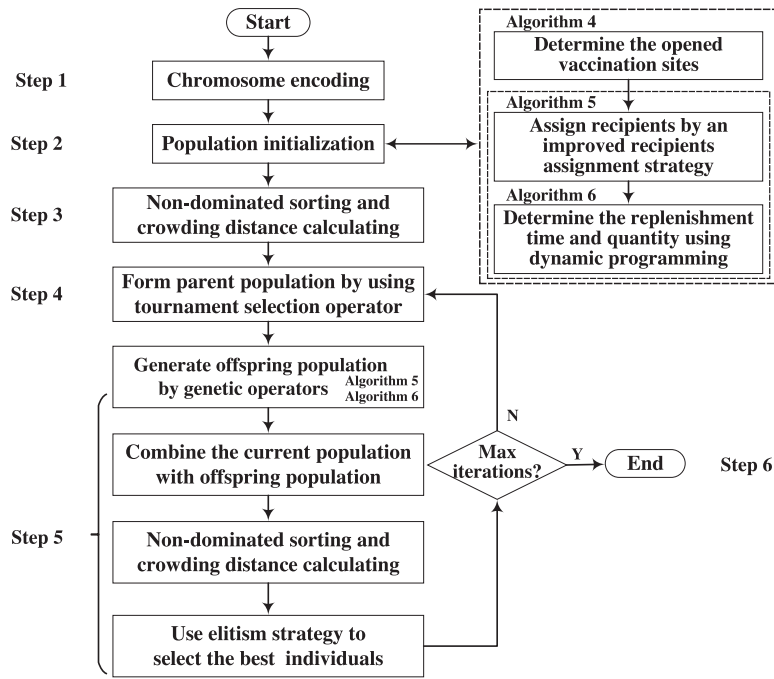 Start
Step 1
Chromosome encoding
Step 2
Population initialization
Algorithm 4
Determine the opened
vaccination sites
Algorithm 5
Assign recipients by an
improved recipients
assignment strategy
Algorithm 6
Determine the replenishment
time and quantity using
dynamic programming
Step 3
Non-dominated sorting and
crowding distance calculating
Step 4
Form parent population by using
tournament selection operator
Step 5
Generate offspring population
by genetic operators
Algorithm 5
Algorithm 6
Combine the current population
with offspring population
Non-dominated sorting and
crowding distance calculating
Use elitism strategy to
select the best individuals
N
Max
iterations?
Y
End
Step 6